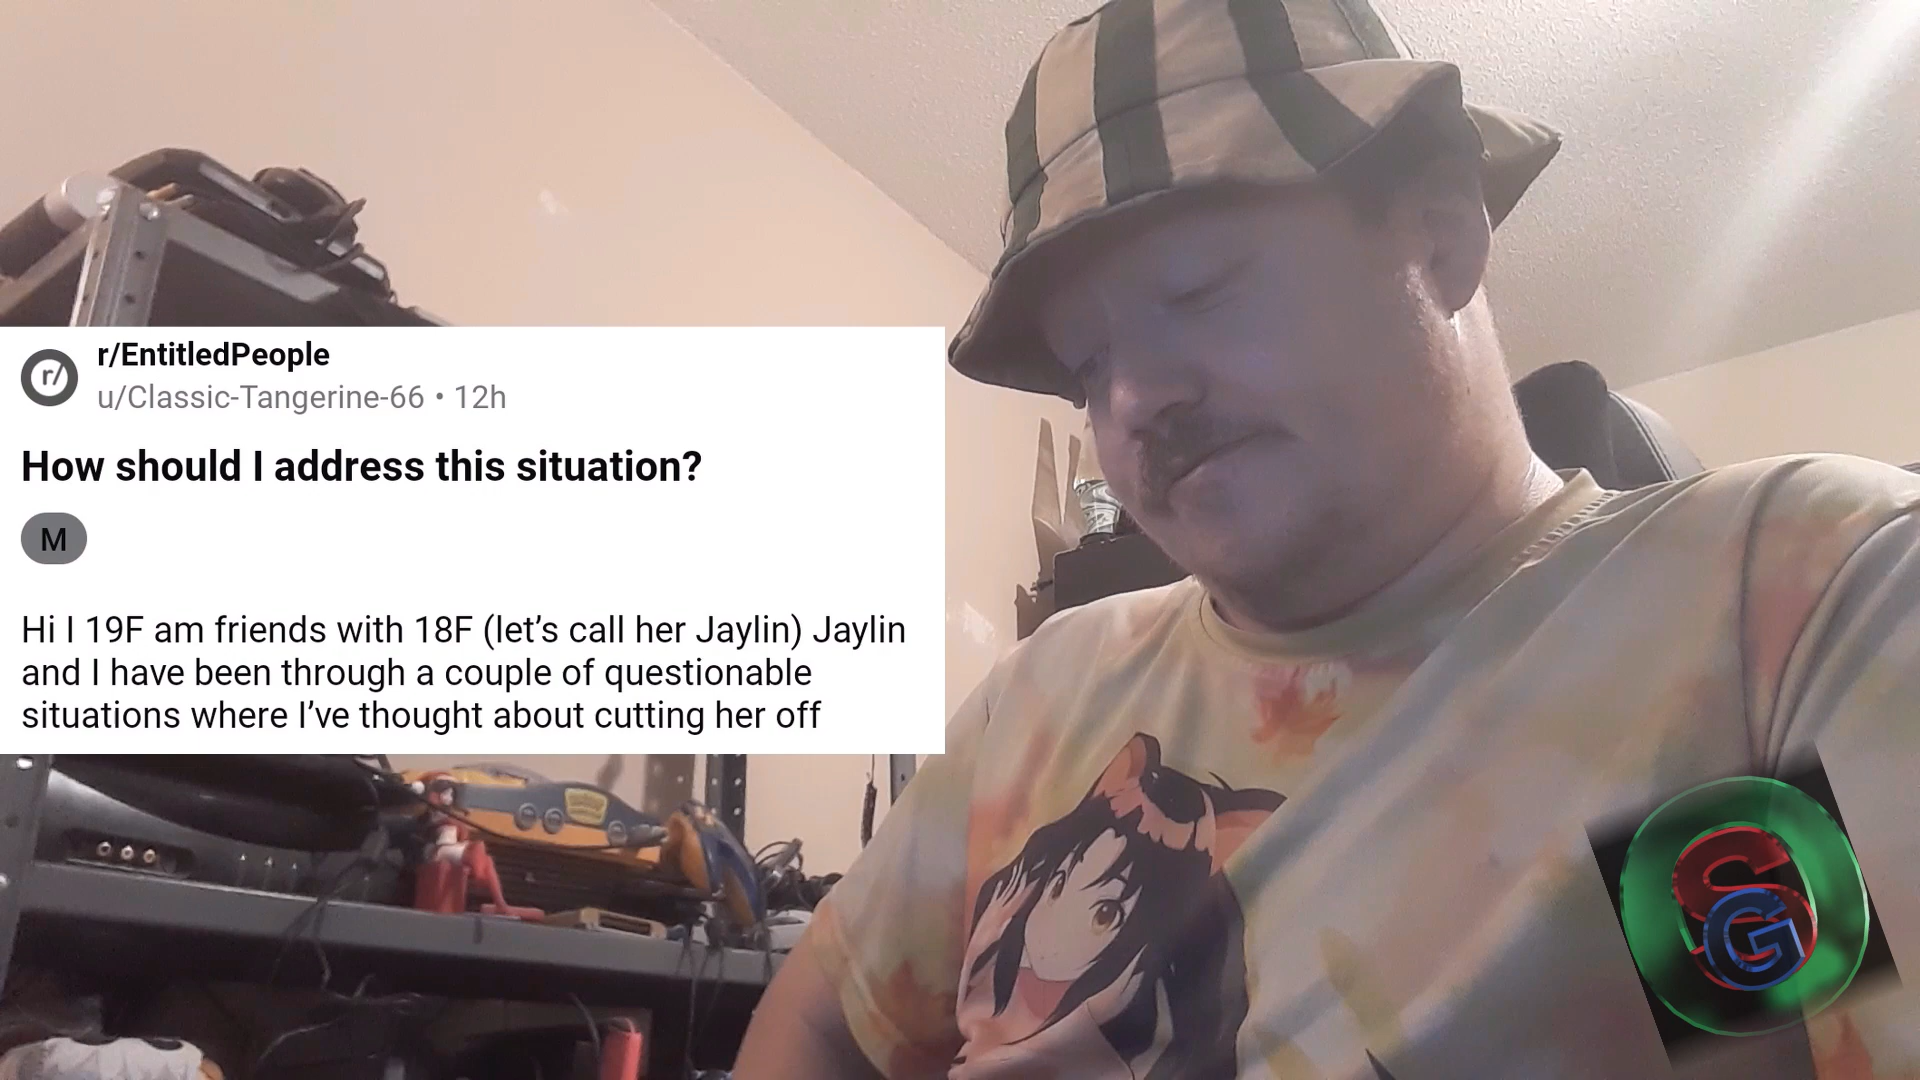 r/EntitledPeople
r/
u/Classic-Tangerine-66 • 12h
How should I address this situation?
M
Hi I 19F am friends with 18F (let’s call her Jaylin) Jaylin
and I have been through a couple of questionable
situations where I’ve thought about cutting her off
SG